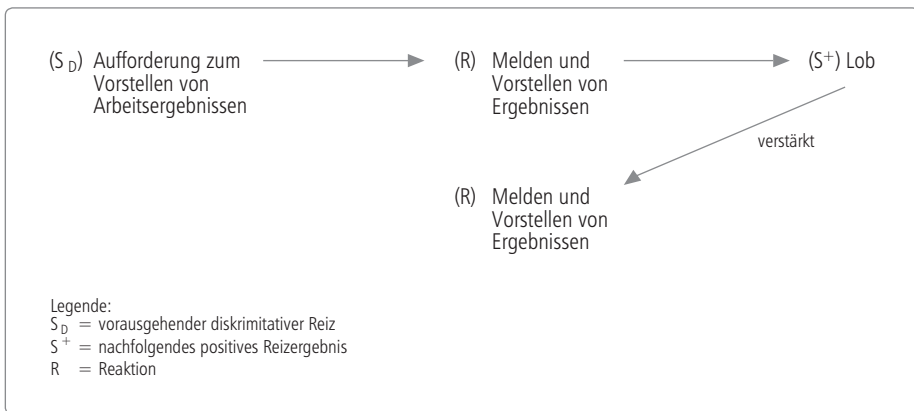 (S D) Aufforderung zum
Vorstellen von
Arbeitsergebnissen
(R) Melden und
Vorstellen von
Ergebnissen
(S+) Lob
verstärkt
(R) Melden und
Vorstellen von
Ergebnissen
Legende:
S D = vorausgehender diskrimitativer Reiz
S + = nachfolgendes positives Reizergebnis
R = Reaktion